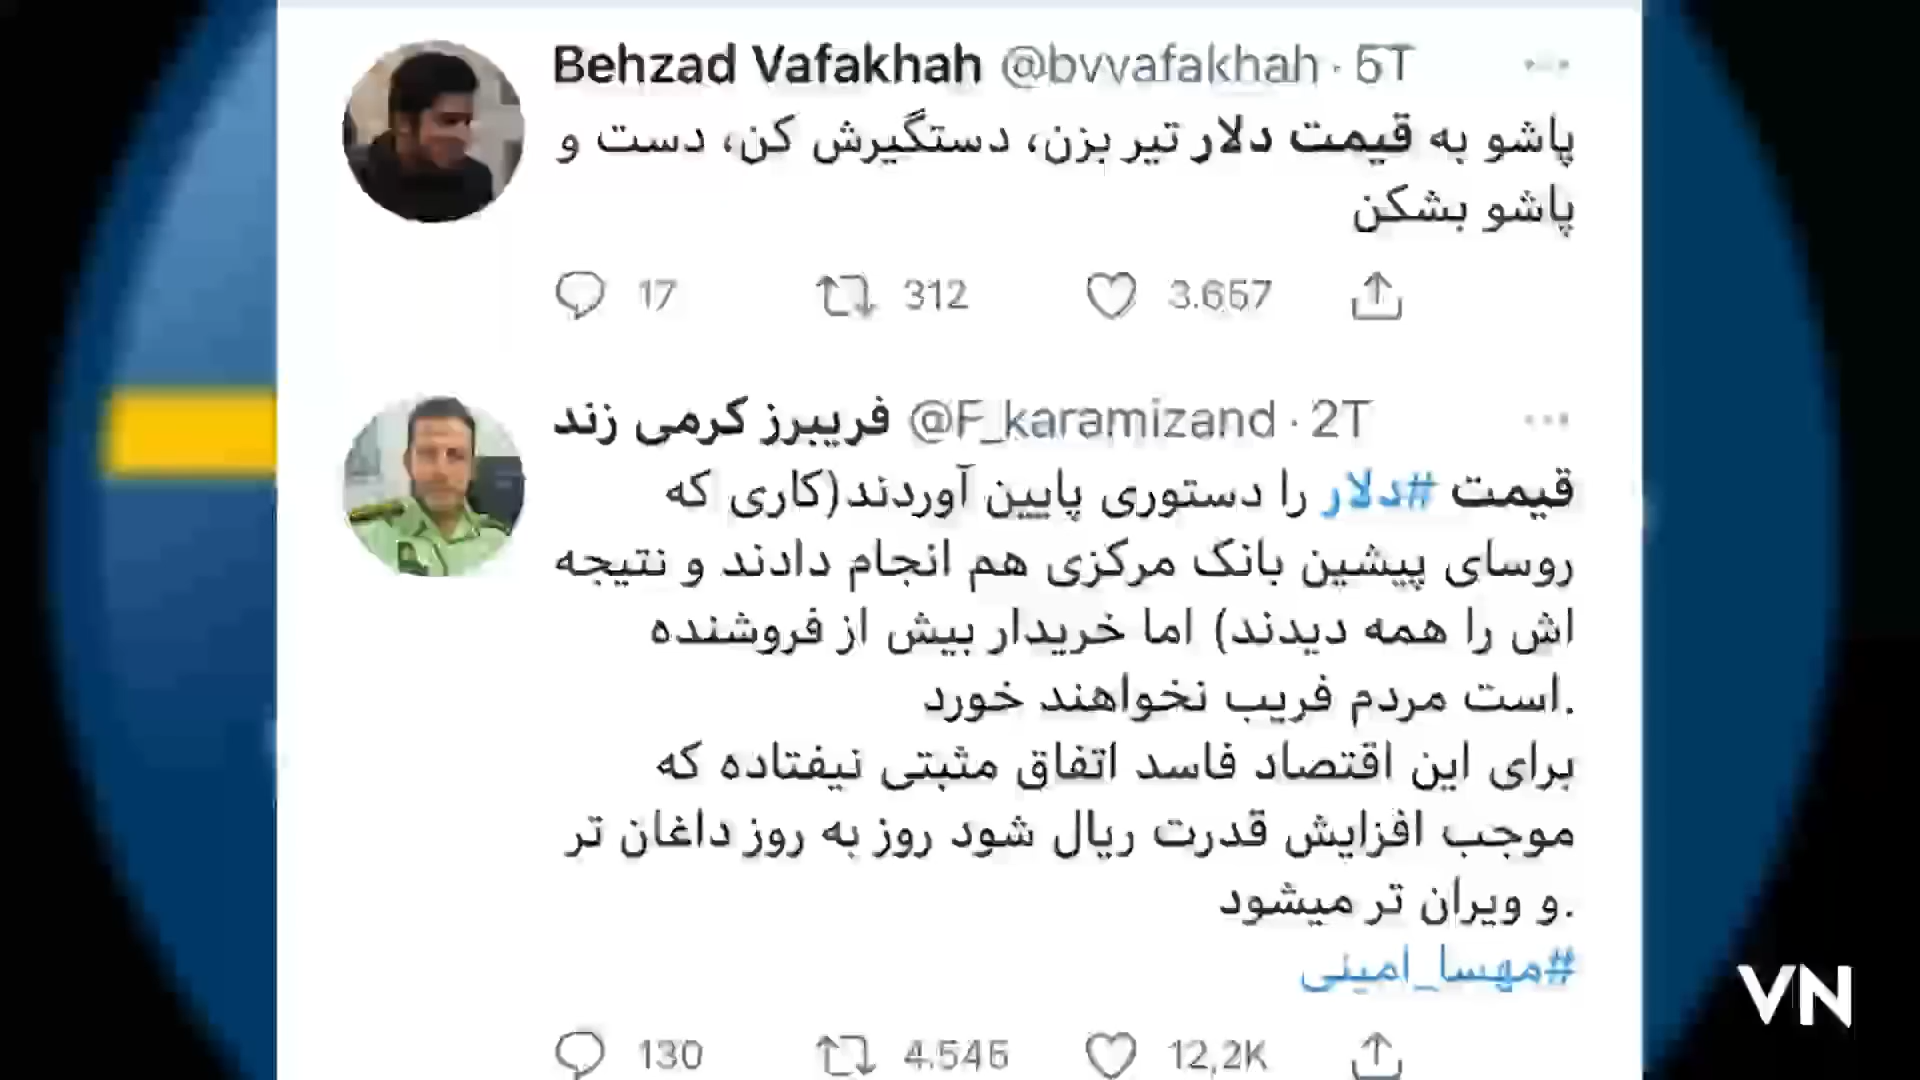 Behzad Vafakhah @bvvafakhah · 5T
پاشو به قیمت دلار تیر بزن، دستگیرش کن، دست و
پاشو بشکن
17 312 3.657
فریبرز کرمی زند @F_karamizand · 2T
قیمت #دلار را دستوری پایین آوردند(کاری که
روسای پیشین بانک مرکزی هم انجام دادند و نتیجه
اش را همه دیدند) اما خریدار بیش از فروشنده
است مردم فریب نخواهند خورد.
برای این اقتصاد فاسد اتفاق مثبتی نیفتاده که
موجب افزایش قدرت ریال شود روز به روز داغان تر
و ویران تر میشود.
#مهسا_امینی
130 4.546 12,2K
VN